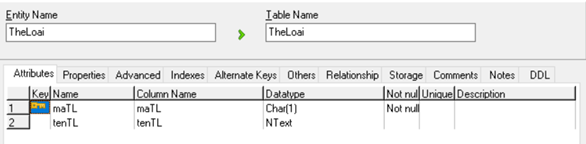 Entity Name Table Name
TheLoai TheLoai
Attributes Properties Advanced Indexes Alternate Keys Others Relationship Storage Comments Notes DDL
Key Name Column Name Datatype Not nul Unique Description
1 maTL maTL Char(1) Not null
2 tenTL tenTL NText